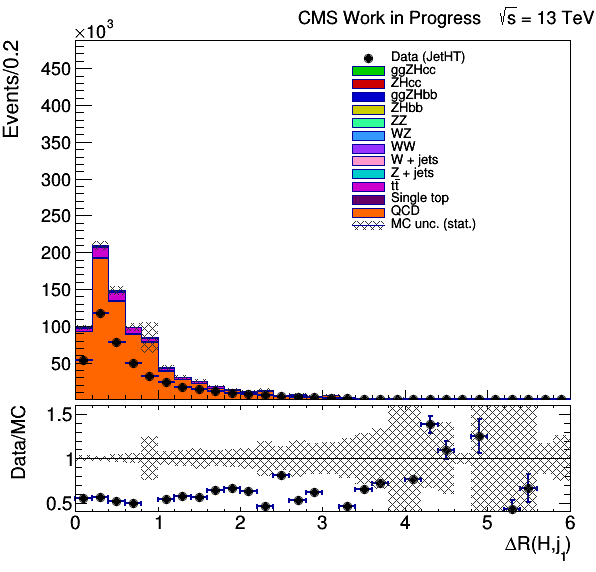 CMS Work in Progress √s = 13 TeV
×10³
Events/0.2
450
400
350
300
250
200
150
100
50
Data (JetHT)
ggZHcc
ZHcc
ggZHbb
ZHbb
ZZ
WZ
WW
W + jets
Z + jets
tt̄
Single top
QCD
MC unc. (stat.)
Data/MC
1.5
1
0.5
0 1 2 3 4 5 6
ΔR(H,j₁)